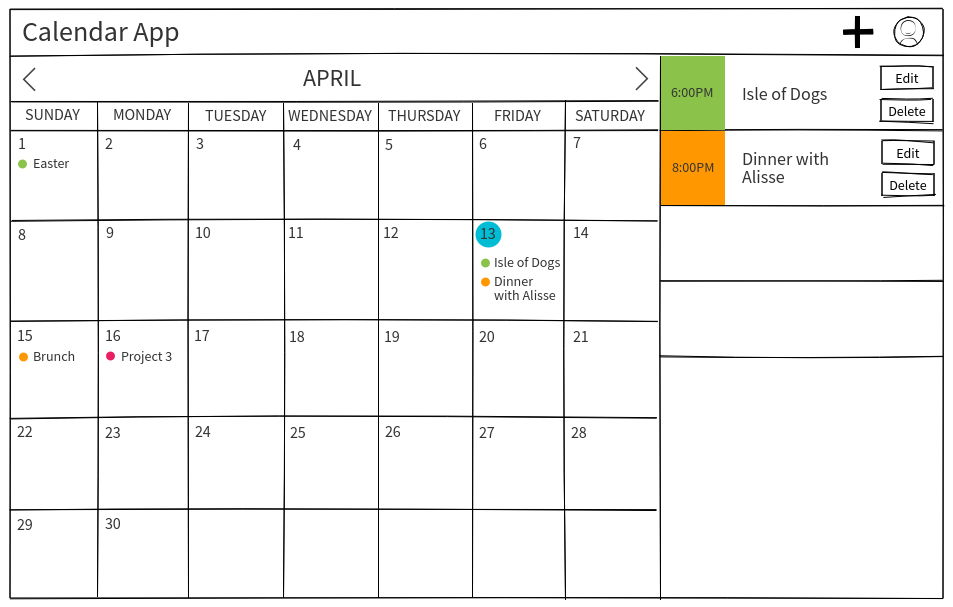 Calendar App
APRIL
SUNDAY MONDAY TUESDAY WEDNESDAY THURSDAY FRIDAY SATURDAY
1 2 3 4 5 6 7
Easter
8 9 10 11 12 13 14
Isle of Dogs
Dinner
with Alisse
15 16 17 18 19 20 21
Brunch Project 3
22 23 24 25 26 27 28
29 30
6:00PM Isle of Dogs Edit
Delete
8:00PM Dinner with Edit
Alisse Delete